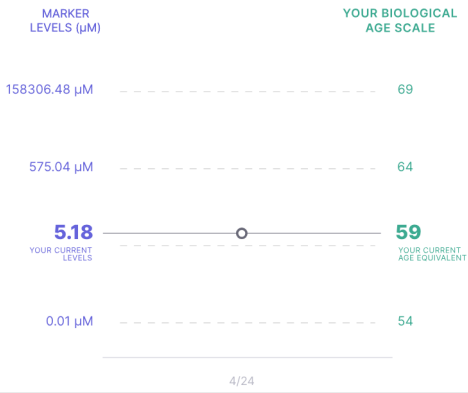 MARKER
LEVELS (μM)
YOUR BIOLOGICAL
AGE SCALE
158306.48 μM
69
575.04 μM
64
5.18
59
YOUR CURRENT
LEVELS
YOUR CURRENT
AGE EQUIVALENT
0.01 μM
54
4/24